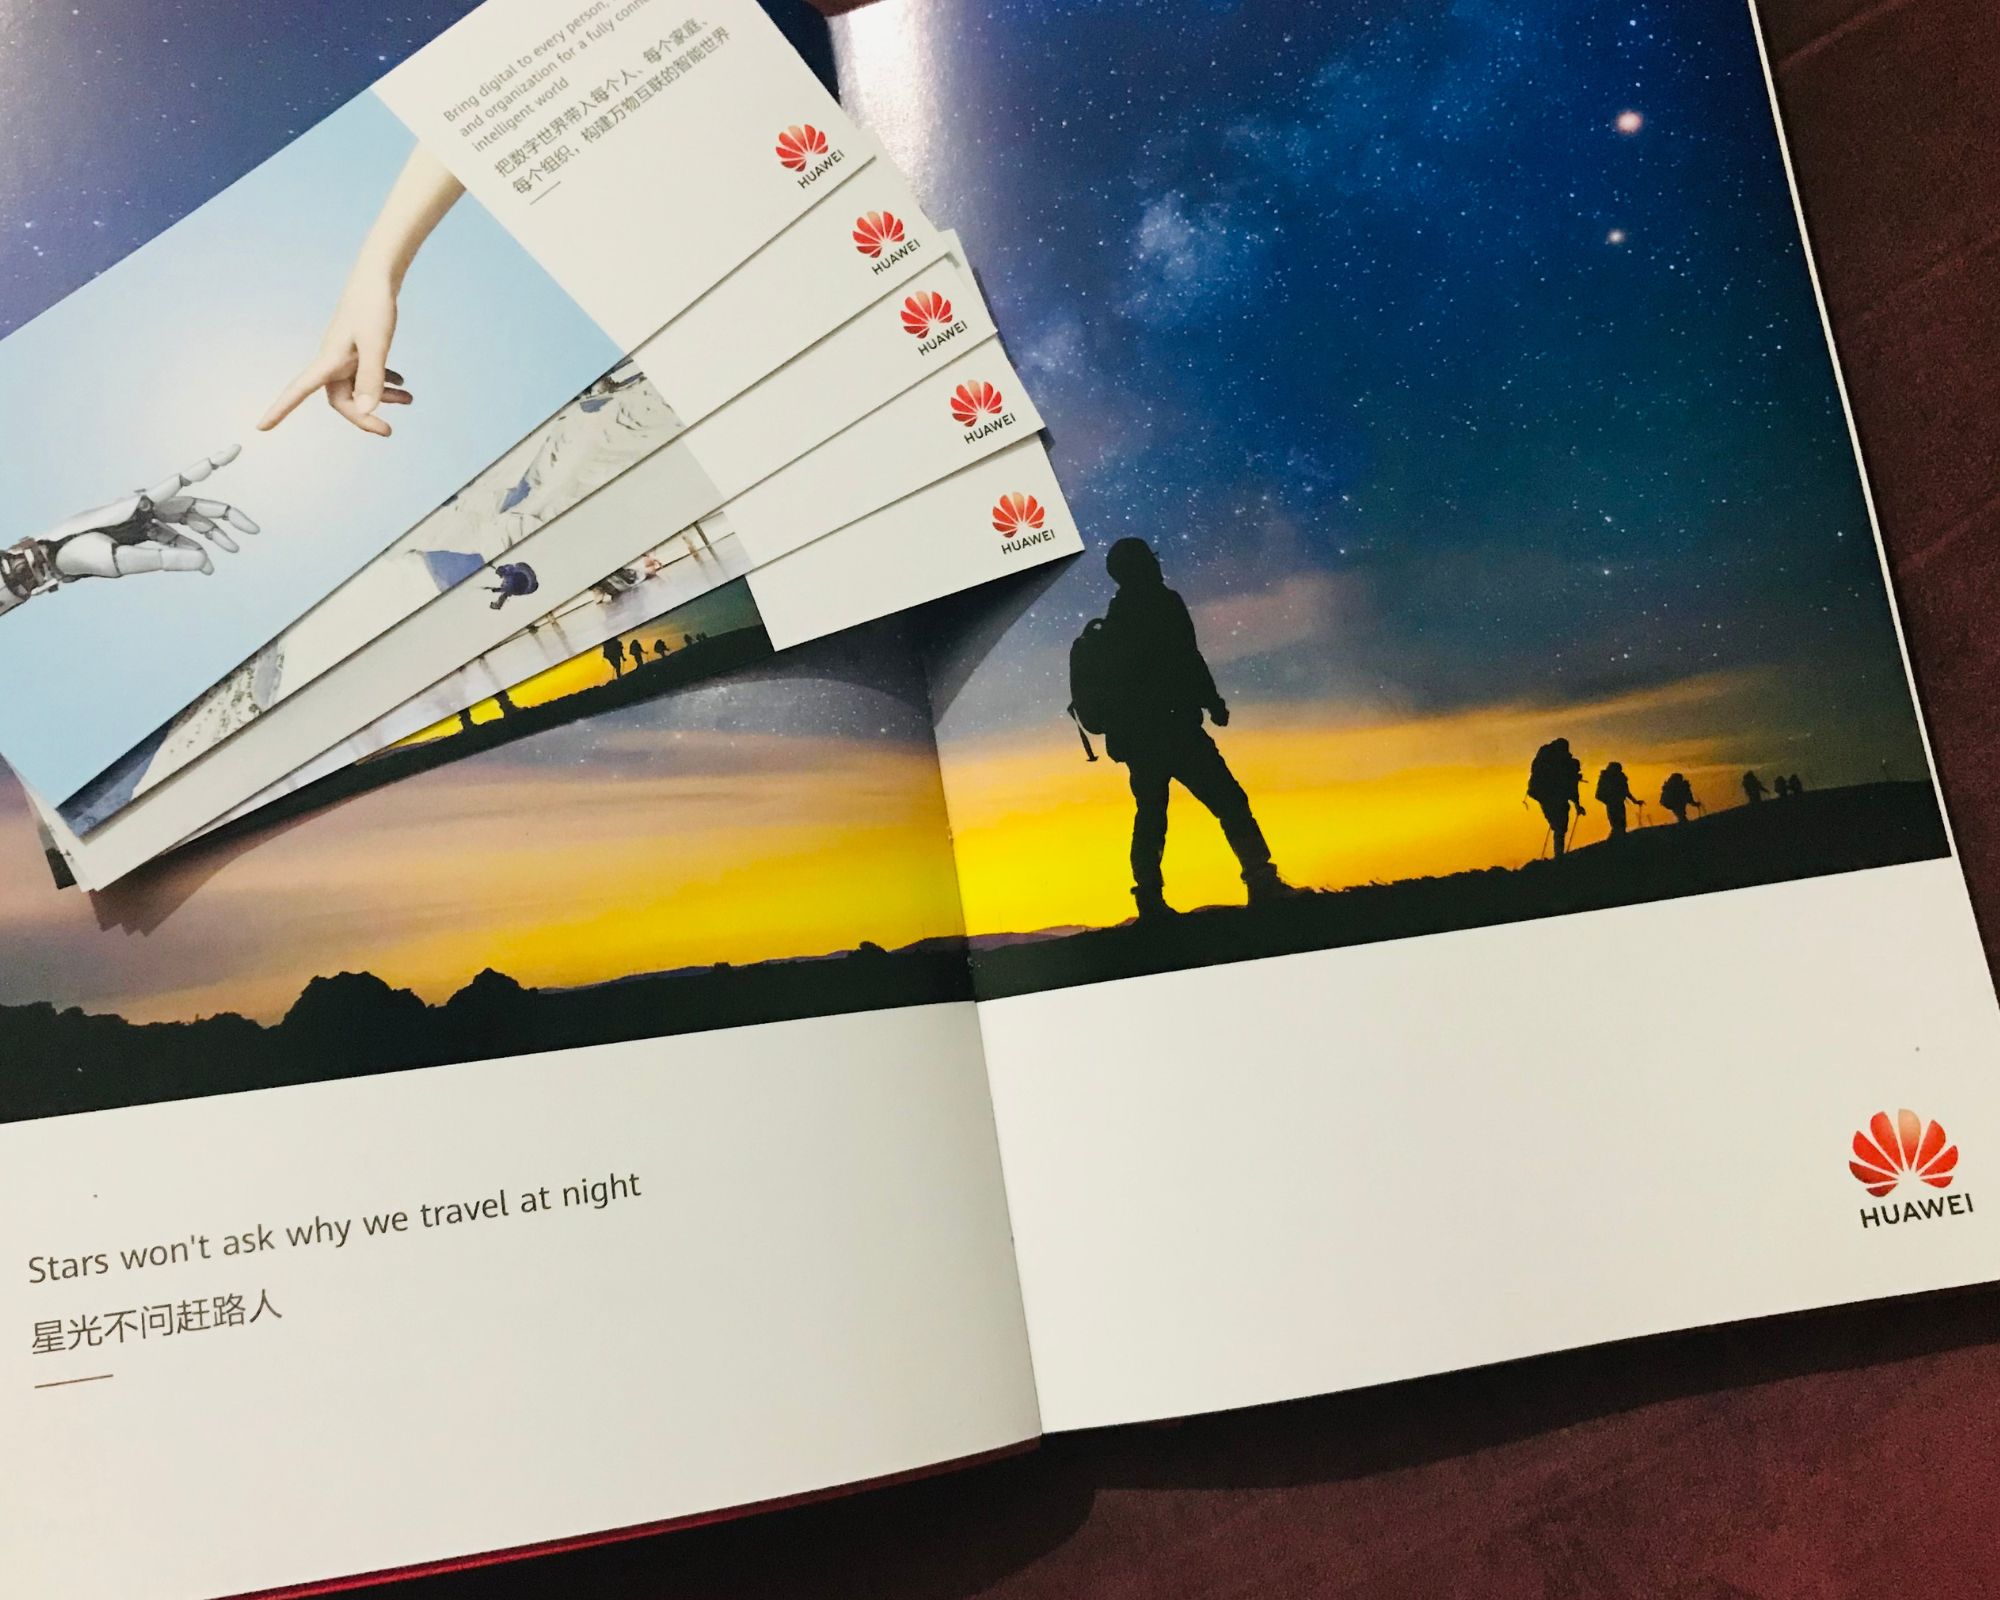 Bring digital to every person,
and organization for a fully
intelligent world
把数字世界带入每个人、每个家庭、
每个组织，构建万物互联的智能世界
HUAWEI
HUAWEI
HUAWEI
HUAWEI
HUAWEI
Stars won't ask why we travel at night
星光不问赶路人
HUAWEI